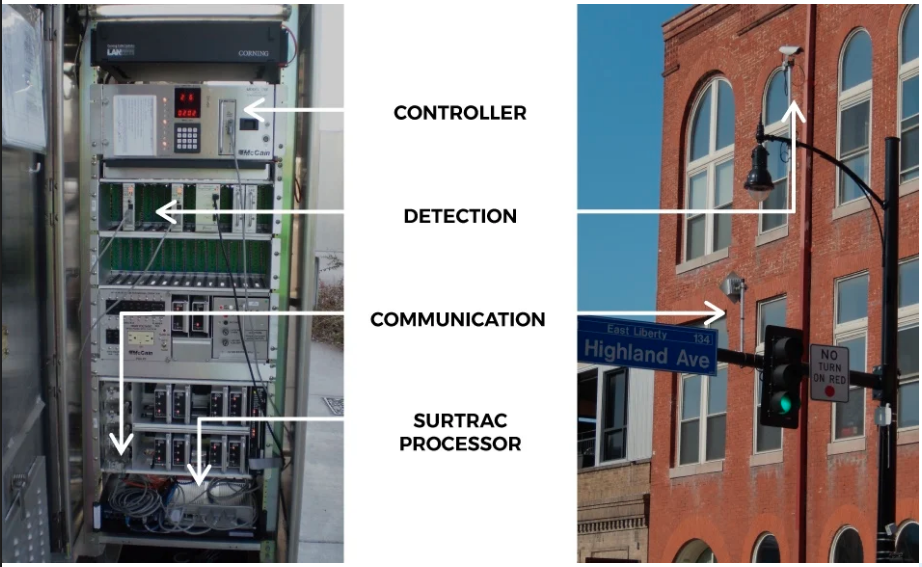 CORNING
CONTROLLER
McCain
DETECTION
COMMUNICATION
McCain
SURTRAC
PROCESSOR
East Liberty 134
Highland Ave
NO
TURN
ON RED